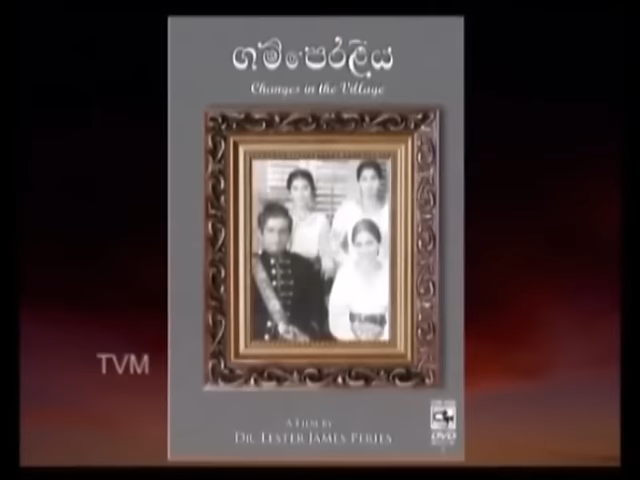 ගම්පෙරළිය
Changes in the Village
TVM
A FILM BY
DR. LESTER JAMES PERIES
DVD